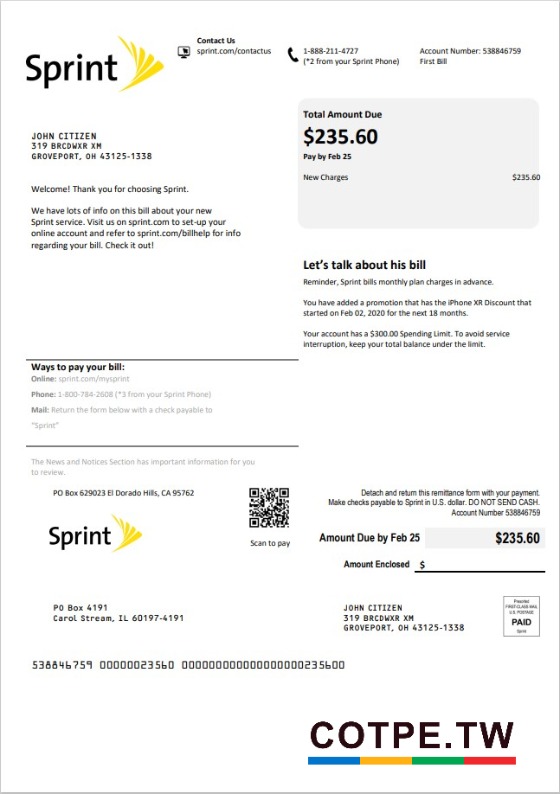 Sprint
Contact Us
sprint.com/contactus
1-888-211-4727
(*2 from your Sprint Phone)
Account Number: 538846759
First Bill
Total Amount Due
$235.60
Pay by Feb 25
New Charges $235.60
JOHN CITIZEN
319 BRCDWXR XM
GROVEPORT, OH 43125-1338
Welcome! Thank you for choosing Sprint.
We have lots of info on this bill about your new
Sprint service. Visit us on sprint.com to set-up your
online account and refer to sprint.com/billhelp for info
regarding your bill. Check it out!
Let's talk about his bill
Reminder, Sprint bills monthly plan charges in advance.
You have added a promotion that has the iPhone XR Discount that
started on Feb 02, 2020 for the next 18 months.
Your account has a $300.00 Spending Limit. To avoid service
interruption, keep your total balance under the limit.
Ways to pay your bill:
Online: sprint.com/mysprint
Phone: 1-800-784-2608 (*3 from your Sprint Phone)
Mail: Return the form below with a check payable to
"Sprint"
The News and Notices Section has important information for you
to review.
PO Box 629023 El Dorado Hills, CA 95762
Sprint
Scan to pay
Detach and return this remittance form with your payment.
Make checks payable to Sprint in U.S. dollar. DO NOT SEND CASH.
Account Number 538846759
Amount Due by Feb 25 $235.60
Amount Enclosed $
PO Box 4191
Carol Stream, IL 60197-4191
JOHN CITIZEN
319 BRCDWXR XM
GROVEPORT, OH 43125-1338
Presorted
FIRST-CLASS MAIL
U.S. POSTAGE
PAID
Sprint
538846759 00000023560 00000000000000000000235600
COTPE.TW